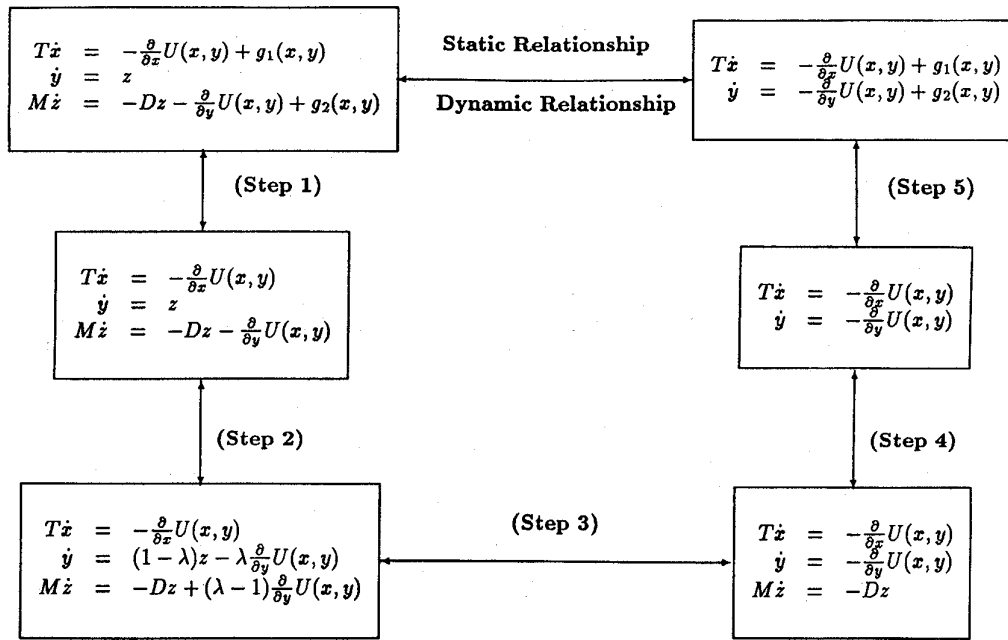 Tẋ = -∂/∂x U(x, y) + g₁(x, y)
ẏ = z
Mż = -Dz - ∂/∂y U(x, y) + g₂(x, y)
Static Relationship
Dynamic Relationship
Tẋ = -∂/∂x U(x, y) + g₁(x, y)
ẏ = -∂/∂y U(x, y) + g₂(x, y)
(Step 1)
(Step 5)
Tẋ = -∂/∂x U(x, y)
ẏ = z
Mż = -Dz - ∂/∂y U(x, y)
Tẋ = -∂/∂x U(x, y)
ẏ = -∂/∂y U(x, y)
(Step 2)
(Step 4)
Tẋ = -∂/∂x U(x, y)
ẏ = (1 - λ)z - λ ∂/∂y U(x, y)
Mż = -Dz + (λ - 1) ∂/∂y U(x, y)
(Step 3)
Tẋ = -∂/∂x U(x, y)
ẏ = -∂/∂y U(x, y)
Mż = -Dz